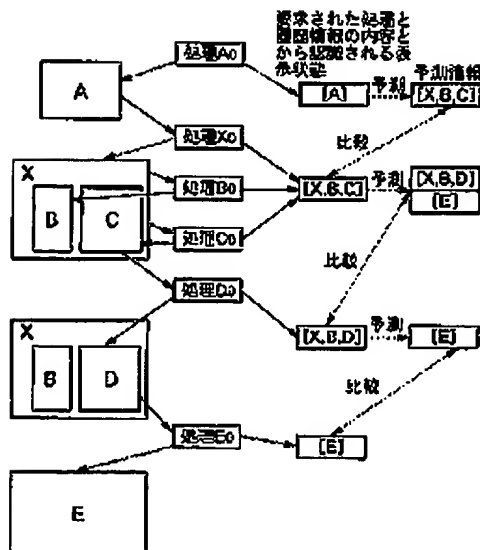 要求された処理と
画面情報の内容と
から認識される表
示状態
予測情報
処理A0
A
[A]
予測
[X,B,C]
処理X0
比較
X
B
C
処理B0
[X,B,C]
予測
[X,B,D]
[E]
処理C0
比較
処理D0
X
B
D
[X,B,D]
予測
[E]
比較
処理E0
[E]
E